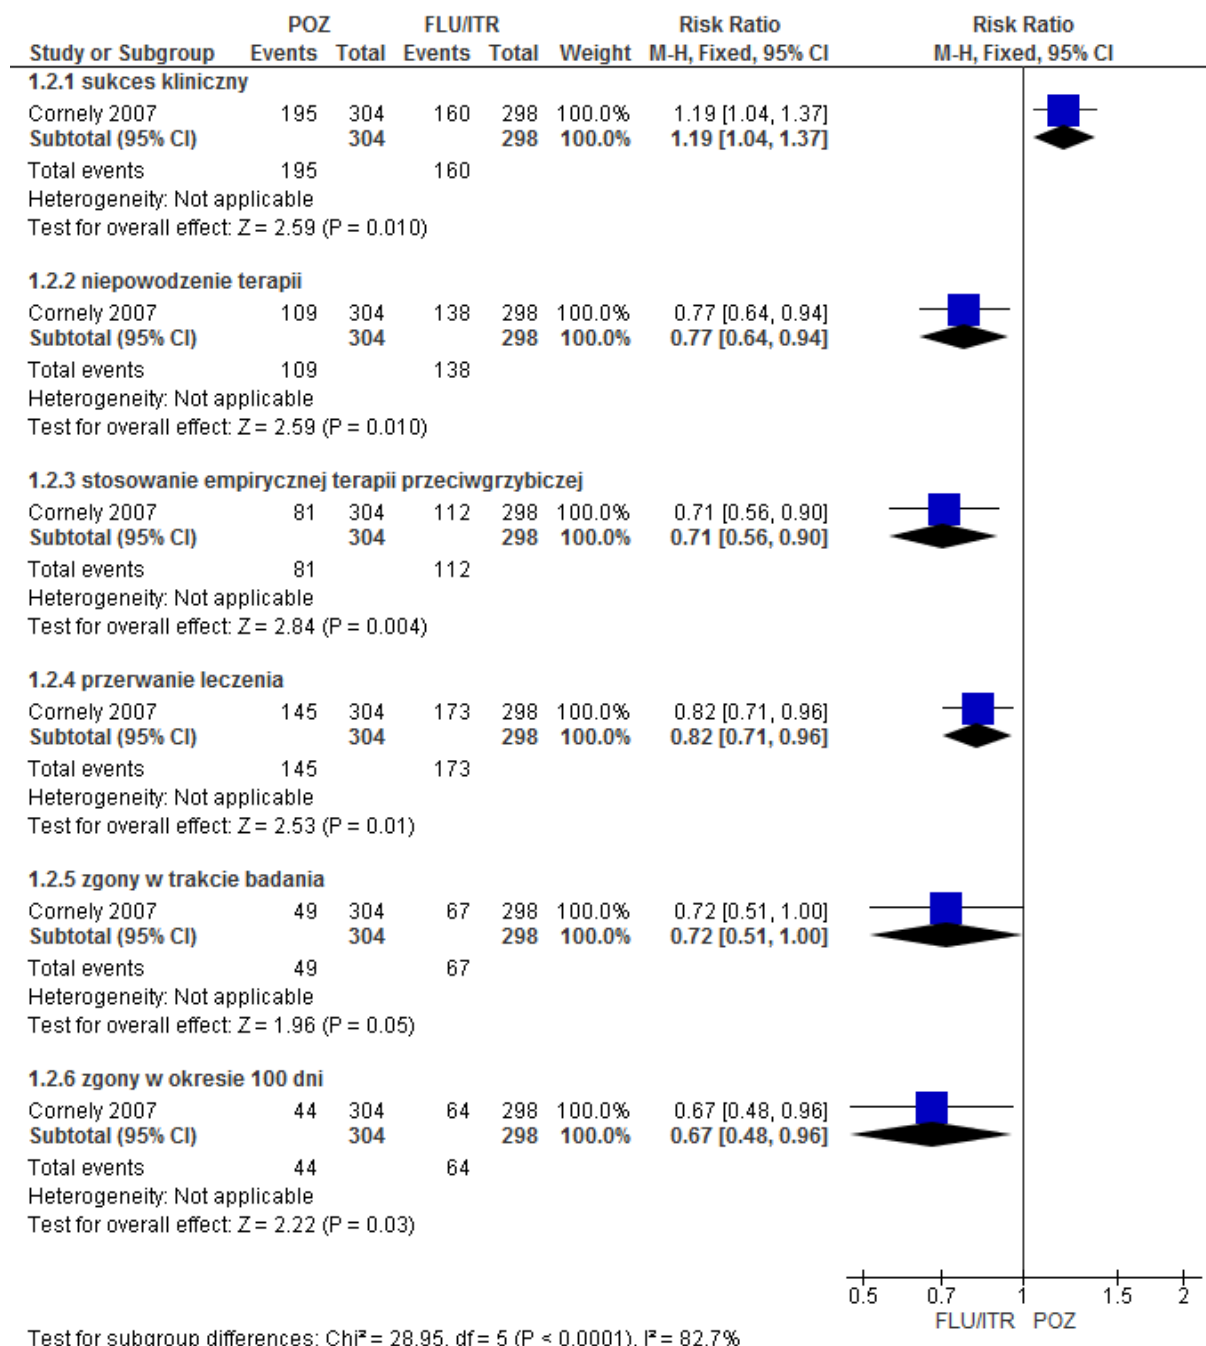 POZ FLU/ITR Risk Ratio Risk Ratio
Study or Subgroup Events Total Events Total Weight M-H, Fixed, 95% CI M-H, Fixed, 95% CI
1.2.1 sukces kliniczny
Cornely 2007 195 304 160 298 100.0% 1.19 [1.04, 1.37]
Subtotal (95% CI) 304 298 100.0% 1.19 [1.04, 1.37]
Total events 195 160
Heterogeneity: Not applicable
Test for overall effect: Z = 2.59 (P = 0.010)
1.2.2 niepowodzenie terapii
Cornely 2007 109 304 138 298 100.0% 0.77 [0.64, 0.94]
Subtotal (95% CI) 304 298 100.0% 0.77 [0.64, 0.94]
Total events 109 138
Heterogeneity: Not applicable
Test for overall effect: Z = 2.59 (P = 0.010)
1.2.3 stosowanie empirycznej terapii przeciwgrzybiczej
Cornely 2007 81 304 112 298 100.0% 0.71 [0.56, 0.90]
Subtotal (95% CI) 304 298 100.0% 0.71 [0.56, 0.90]
Total events 81 112
Heterogeneity: Not applicable
Test for overall effect: Z = 2.84 (P = 0.004)
1.2.4 przerwanie leczenia
Cornely 2007 145 304 173 298 100.0% 0.82 [0.71, 0.96]
Subtotal (95% CI) 304 298 100.0% 0.82 [0.71, 0.96]
Total events 145 173
Heterogeneity: Not applicable
Test for overall effect: Z = 2.53 (P = 0.01)
1.2.5 zgony w trakcie badania
Cornely 2007 49 304 67 298 100.0% 0.72 [0.51, 1.00]
Subtotal (95% CI) 304 298 100.0% 0.72 [0.51, 1.00]
Total events 49 67
Heterogeneity: Not applicable
Test for overall effect: Z = 1.96 (P = 0.05)
1.2.6 zgony w okresie 100 dni
Cornely 2007 44 304 64 298 100.0% 0.67 [0.48, 0.96]
Subtotal (95% CI) 304 298 100.0% 0.67 [0.48, 0.96]
Total events 44 64
Heterogeneity: Not applicable
Test for overall effect: Z = 2.22 (P = 0.03)
0.5 0.7 1 1.5 2
FLU/ITR POZ
Test for subgroup differences: Chi² = 28.95, df = 5 (P < 0.0001), I² = 82.7%